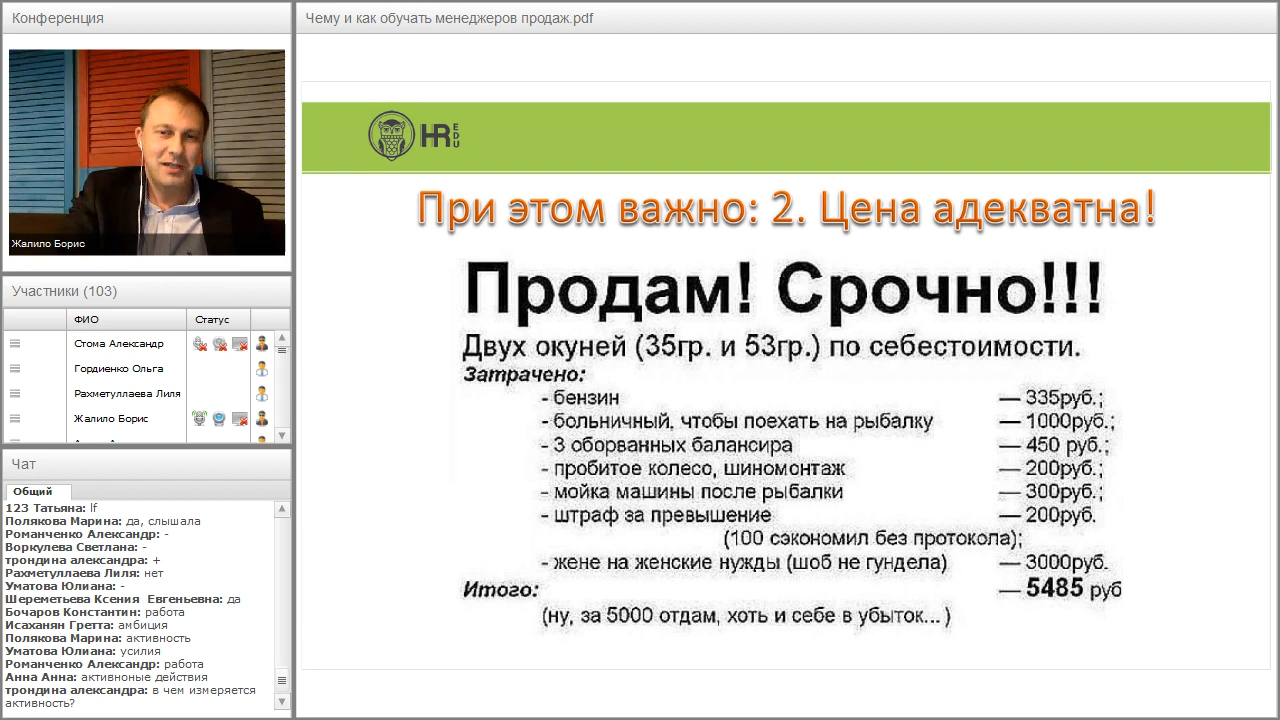 Конференция
Жалило Борис
Участники (103)
ФИО Статус
Стома Александр
Гордиенко Ольга
Рахметуллаева Лиля
Жалило Борис
Чат
Общий
123 Татьяна: lf
Полякова Марина: да, слышала
Романченко Александр: -
Воркулева Светлана: -
трондина александра: +
Рахметуллаева Лиля: нет
Уматова Юлиана: -
Шереметьева Ксения Евгеньевна: да
Бочаров Константин: работа
Исаханян Гретта: амбиция
Полякова Марина: активность
Уматова Юлиана: усилия
Романченко Александр: работа
Анна Анна: активноные действия
трондина александра: в чем измеряется
активность?
Чему и как обучать менеджеров продаж.pdf
HR EDU
При этом важно: 2. Цена адекватна!
Продам! Срочно!!!
Двух окуней (35гр. и 53гр.) по себестоимости.
Затрачено:
- бензин — 335руб.;
- больничный, чтобы поехать на рыбалку — 1000руб.;
- 3 оборванных балансира — 450 руб.;
- пробитое колесо, шиномонтаж — 200руб.;
- мойка машины после рыбалки — 300руб.;
- штраф за превышение — 200руб.
(100 сэкономил без протокола);
- жене на женские нужды (шоб не гундела) — 3000руб.
Итого: — 5485 руб
(ну, за 5000 отдам, хоть и себе в убыток... )